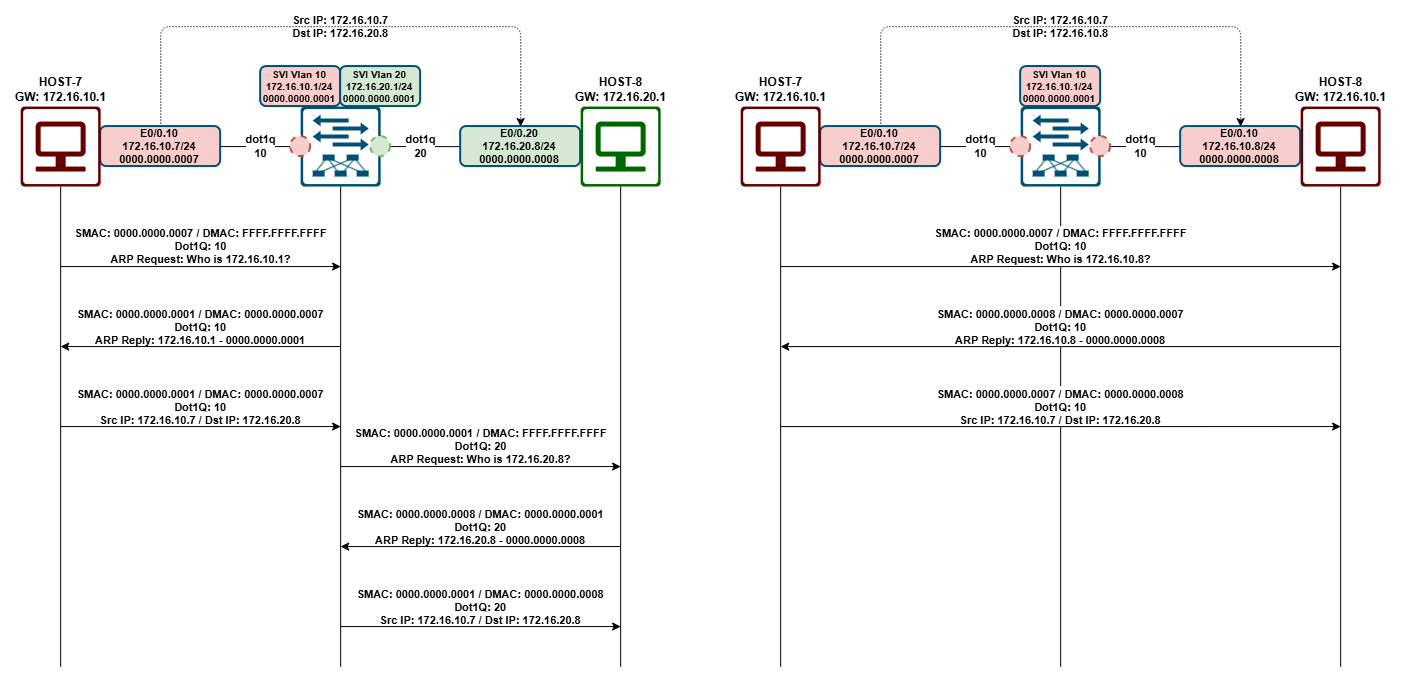 Src IP: 172.16.10.7
Dst IP: 172.16.20.8
HOST-7
GW: 172.16.10.1
SVI Vlan 10
172.16.10.1/24
0000.0000.0001
SVI Vlan 20
172.16.20.1/24
0000.0000.0001
HOST-8
GW: 172.16.20.1
E0/0.10
172.16.10.7/24
0000.0000.0007
dot1q
10
dot1q
20
E0/0.20
172.16.20.8/24
0000.0000.0008
SMAC: 0000.0000.0007 / DMAC: FFFF.FFFF.FFFF
Dot1Q: 10
ARP Request: Who is 172.16.10.1?
SMAC: 0000.0000.0001 / DMAC: 0000.0000.0007
Dot1Q: 10
ARP Reply: 172.16.10.1 - 0000.0000.0001
SMAC: 0000.0000.0001 / DMAC: 0000.0000.0007
Dot1Q: 10
Src IP: 172.16.10.7 / Dst IP: 172.16.20.8
SMAC: 0000.0000.0001 / DMAC: FFFF.FFFF.FFFF
Dot1Q: 20
ARP Request: Who is 172.16.20.8?
SMAC: 0000.0000.0008 / DMAC: 0000.0000.0001
Dot1Q: 20
ARP Reply: 172.16.20.8 - 0000.0000.0008
SMAC: 0000.0000.0001 / DMAC: 0000.0000.0008
Dot1Q: 20
Src IP: 172.16.10.7 / Dst IP: 172.16.20.8
Src IP: 172.16.10.7
Dst IP: 172.16.10.8
HOST-7
GW: 172.16.10.1
SVI Vlan 10
172.16.10.1/24
0000.0000.0001
HOST-8
GW: 172.16.10.1
E0/0.10
172.16.10.7/24
0000.0000.0007
dot1q
10
dot1q
10
E0/0.10
172.16.10.8/24
0000.0000.0008
SMAC: 0000.0000.0007 / DMAC: FFFF.FFFF.FFFF
Dot1Q: 10
ARP Request: Who is 172.16.10.8?
SMAC: 0000.0000.0008 / DMAC: 0000.0000.0007
Dot1Q: 10
ARP Reply: 172.16.10.8 - 0000.0000.0008
SMAC: 0000.0000.0007 / DMAC: 0000.0000.0008
Dot1Q: 10
Src IP: 172.16.10.7 / Dst IP: 172.16.20.8